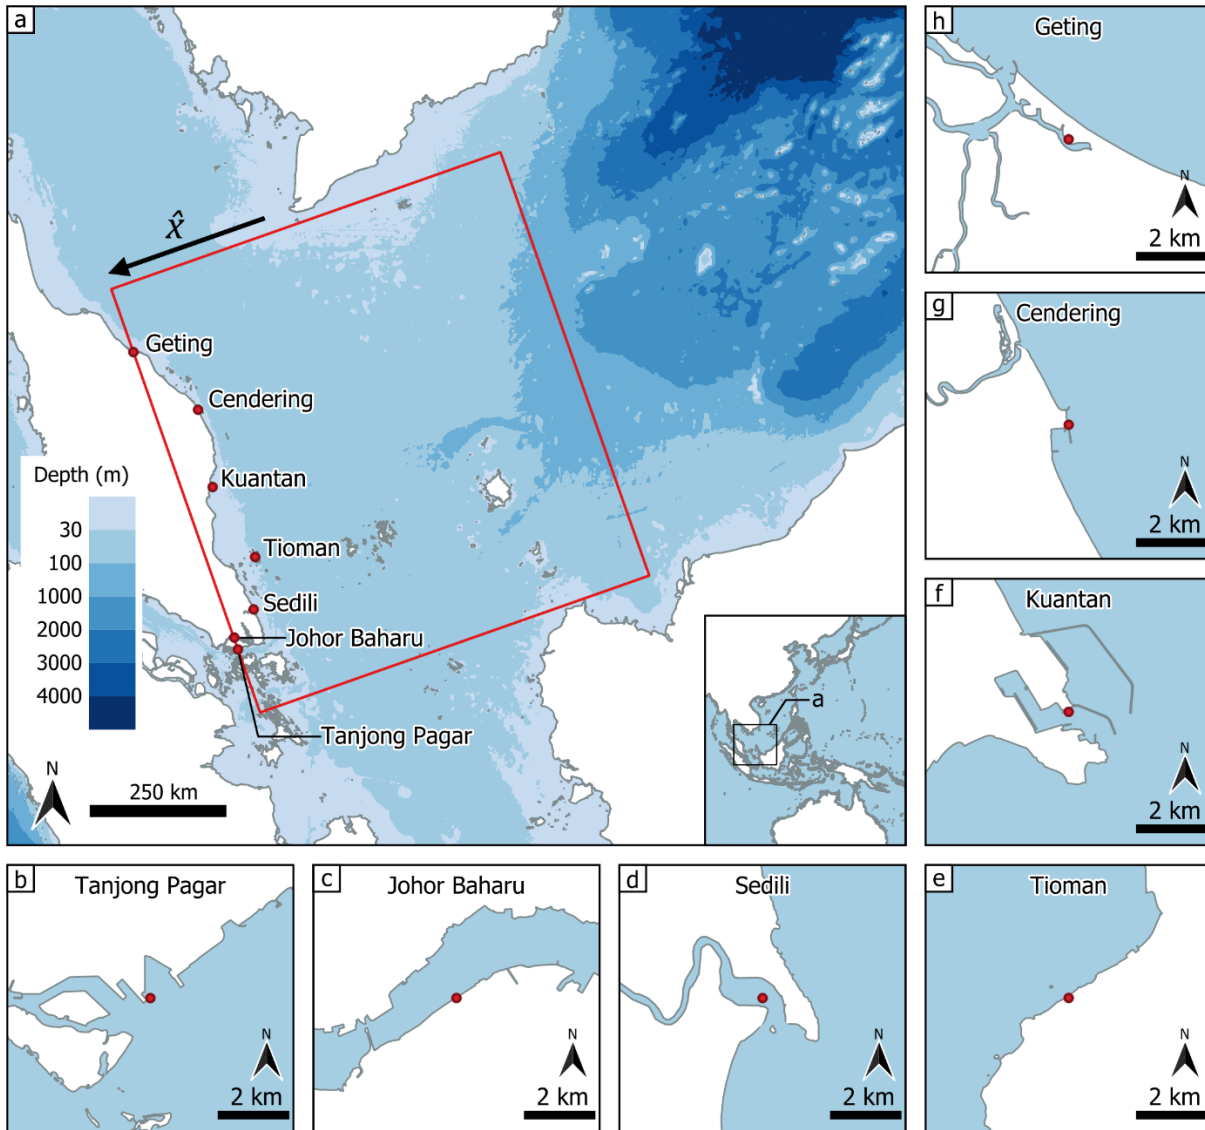 a
x̂
Geting
Cendering
Kuantan
Tioman
Sedili
Johor Baharu
Tanjong Pagar
Depth (m)
30
100
1000
2000
3000
4000
N
250 km
a
h
Geting
N
2 km
g
Cendering
N
2 km
f
Kuantan
N
2 km
b
Tanjong Pagar
N
2 km
c
Johor Baharu
N
2 km
d
Sedili
N
2 km
e
Tioman
N
2 km